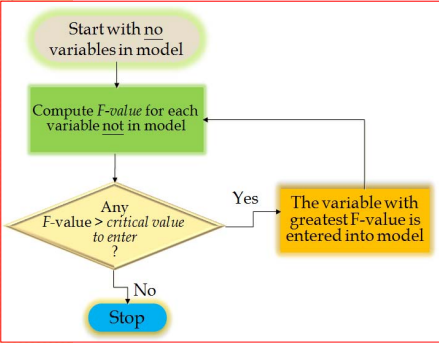 Start with no
variables in model
Compute F-value for each
variable not in model
Any
F-value > critical value
to enter
?
Yes
The variable with
greatest F-value is
entered into model
No
Stop